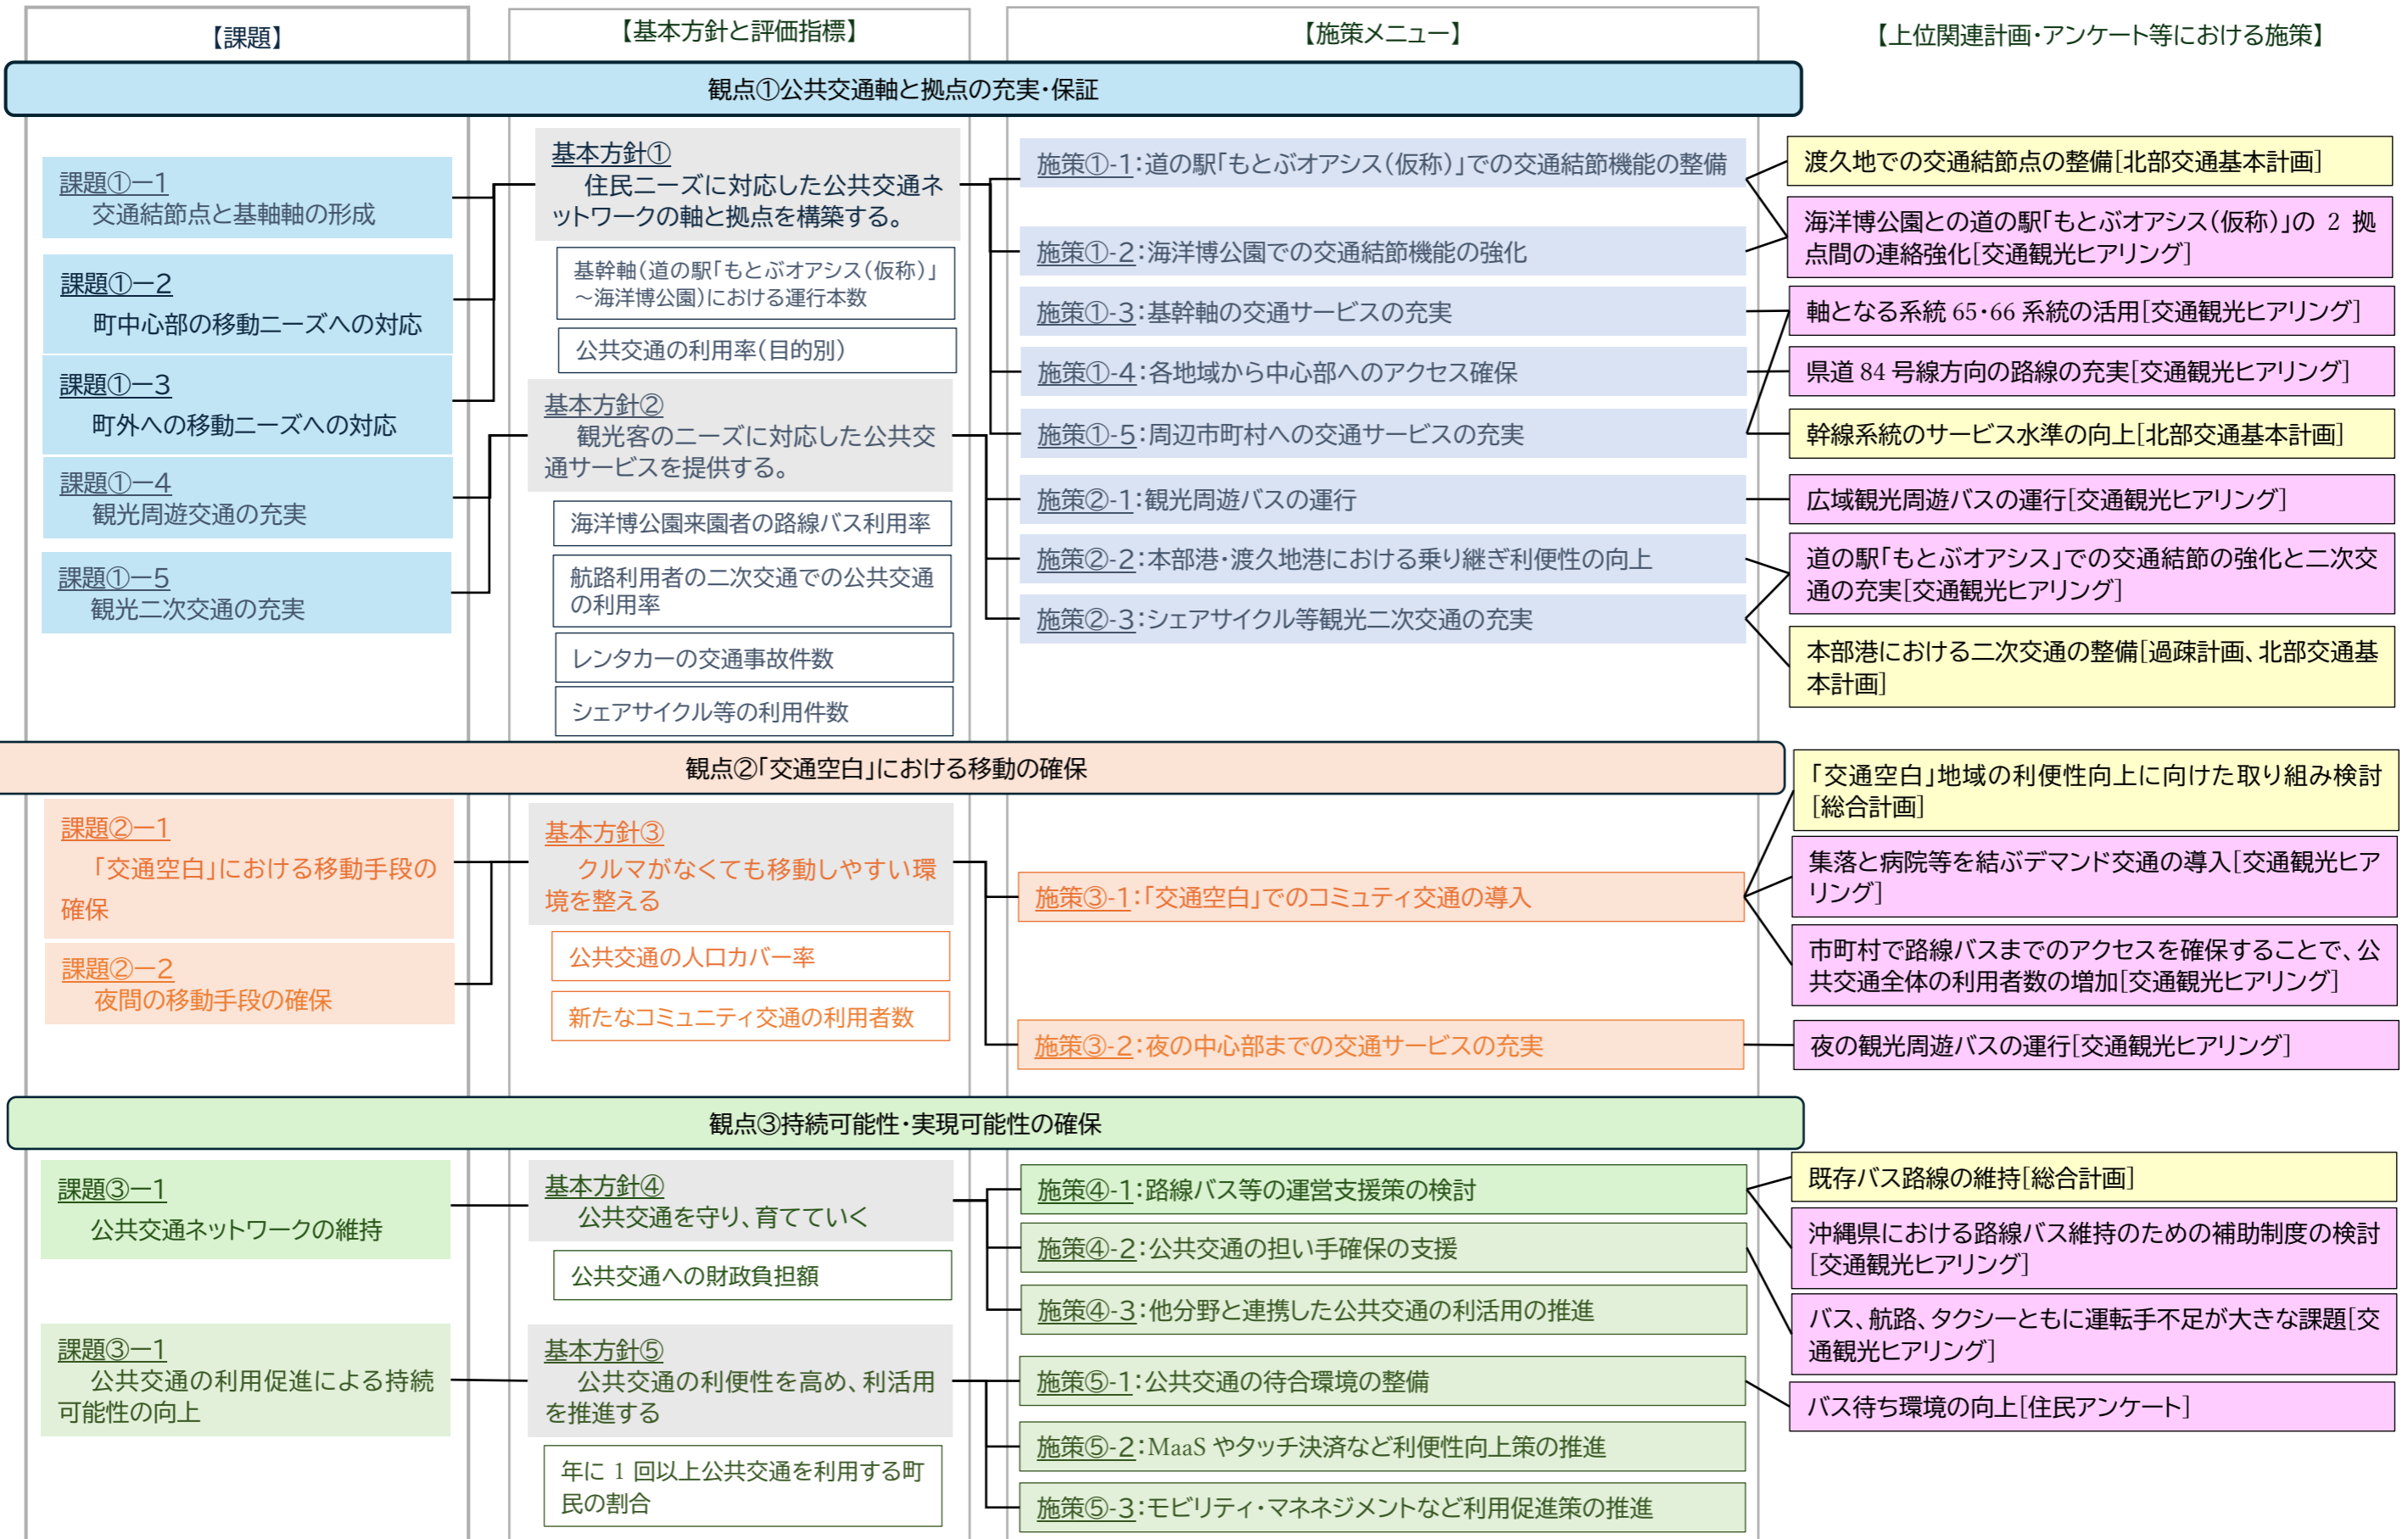 【課題】
【基本方針と評価指標】
【施策メニュー】
【上位関連計画・アンケート等における施策】
観点①公共交通軸と拠点の充実・保証
課題①ー1
交通結節点と基軸軸の形成
課題①ー2
町中心部の移動ニーズへの対応
課題①ー3
町外への移動ニーズへの対応
課題①ー4
観光周遊交通の充実
課題①ー5
観光二次交通の充実
基本方針①
住民ニーズに対応した公共交通ネ
ットワークの軸と拠点を構築する。
基幹軸（道の駅「もとぶオアシス（仮称）」
～海洋博公園）における運行本数
公共交通の利用率（目的別）
基本方針②
観光客のニーズに対応した公共交
通サービスを提供する。
海洋博公園来園者の路線バス利用率
航路利用者の二次交通での公共交通
の利用率
レンタカーの交通事故件数
シェアサイクル等の利用件数
施策①-1：道の駅「もとぶオアシス（仮称）」での交通結節機能の整備
施策①-2：海洋博公園での交通結節機能の強化
施策①-3：基幹軸の交通サービスの充実
施策①-4：各地域から中心部へのアクセス確保
施策①-5：周辺市町村への交通サービスの充実
施策②-1：観光周遊バスの運行
施策②-2：本部港・渡久地港における乗り継ぎ利便性の向上
施策②-3：シェアサイクル等観光二次交通の充実
渡久地での交通結節点の整備[北部交通基本計画]
海洋博公園との道の駅「もとぶオアシス（仮称）」の 2 拠
点間の連絡強化[交通観光ヒアリング]
軸となる系統 65・66 系統の活用[交通観光ヒアリング]
県道 84 号線方向の路線の充実[交通観光ヒアリング]
幹線系統のサービス水準の向上[北部交通基本計画]
広域観光周遊バスの運行[交通観光ヒアリング]
道の駅「もとぶオアシス」での交通結節の強化と二次交
通の充実[交通観光ヒアリング]
本部港における二次交通の整備[過疎計画、北部交通基
本計画]
観点②「交通空白」における移動の確保
課題②ー1
「交通空白」における移動手段の
確保
課題②ー2
夜間の移動手段の確保
基本方針③
クルマがなくても移動しやすい環
境を整える
公共交通の人口カバー率
新たなコミュニティ交通の利用者数
施策③-1：「交通空白」でのコミュティ交通の導入
施策③-2：夜の中心部までの交通サービスの充実
「交通空白」地域の利便性向上に向けた取り組み検討
[総合計画]
集落と病院等を結ぶデマンド交通の導入[交通観光ヒア
リング]
市町村で路線バスまでのアクセスを確保することで、公
共交通全体の利用者数の増加[交通観光ヒアリング]
夜の観光周遊バスの運行[交通観光ヒアリング]
観点③持続可能性・実現可能性の確保
課題③ー1
公共交通ネットワークの維持
課題③ー1
公共交通の利用促進による持続
可能性の向上
基本方針④
公共交通を守り、育てていく
公共交通への財政負担額
基本方針⑤
公共交通の利便性を高め、利活用
を推進する
年に 1 回以上公共交通を利用する町
民の割合
施策④-1：路線バス等の運営支援策の検討
施策④-2：公共交通の担い手確保の支援
施策④-3：他分野と連携した公共交通の利活用の推進
施策⑤-1：公共交通の待合環境の整備
施策⑤-2：MaaS やタッチ決済など利便性向上策の推進
施策⑤-3：モビリティ・マネネジメントなど利用促進策の推進
既存バス路線の維持[総合計画]
沖縄県における路線バス維持のための補助制度の検討
[交通観光ヒアリング]
バス、航路、タクシーともに運転手不足が大きな課題[交
通観光ヒアリング]
バス待ち環境の向上[住民アンケート]